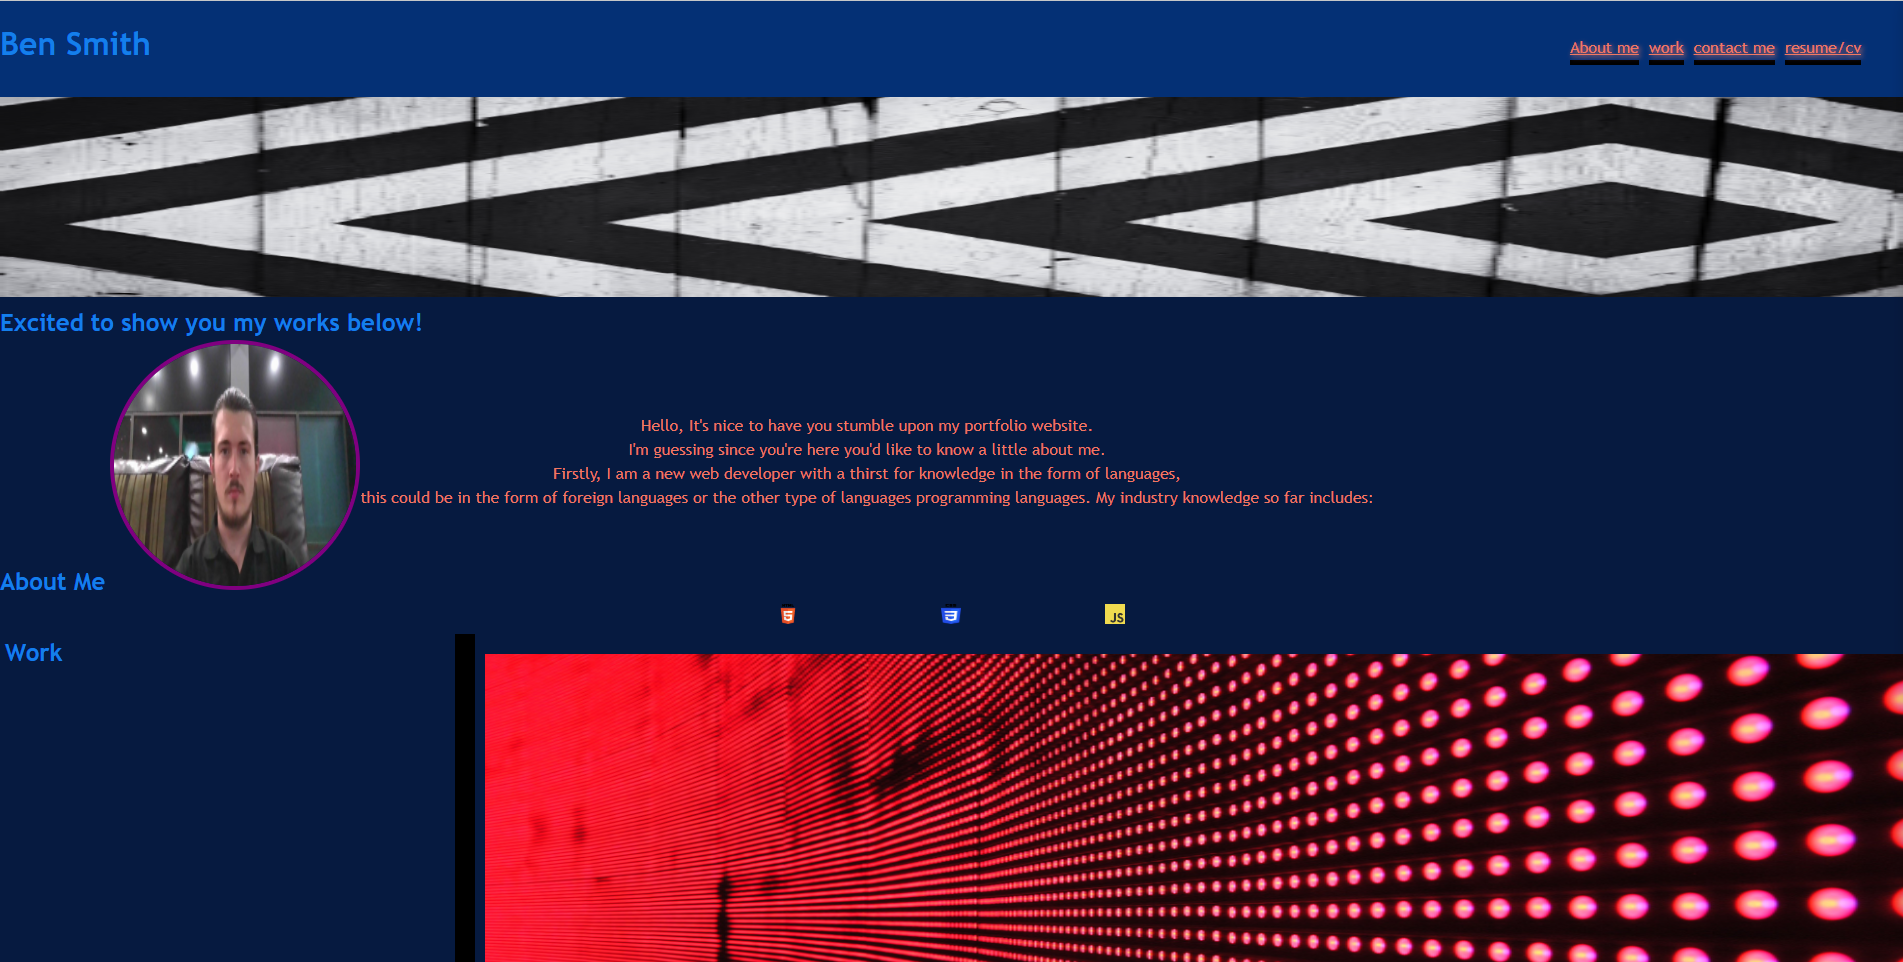 Ben Smith
About me work contact me resume/cv
Excited to show you my works below!
Hello, It's nice to have you stumble upon my portfolio website.
I'm guessing since you're here you'd like to know a little about me.
Firstly, I am a new web developer with a thirst for knowledge in the form of languages,
this could be in the form of foreign languages or the other type of languages programming languages. My industry knowledge so far includes:
About Me
5
3
JS
Work